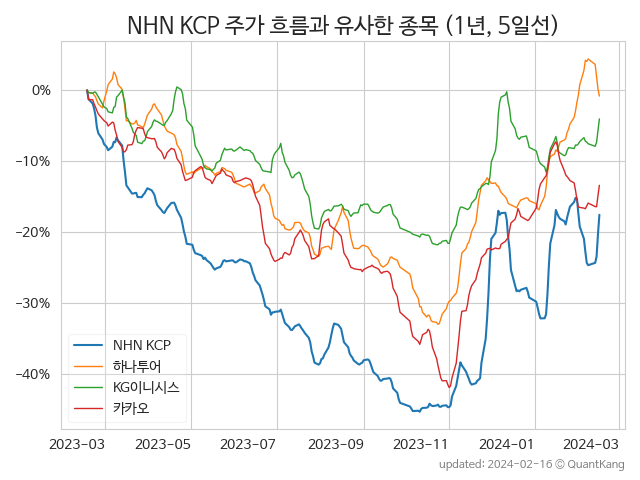 NHN KCP 주가 흐름과 유사한 종목 (1년, 5일선)
0%
−10%
−20%
−30%
−40%
NHN KCP
하나투어
KG이니시스
카카오
2023-03 2023-05 2023-07 2023-09 2023-11 2024-01 2024-03
updated: 2024-02-16 © QuantKang